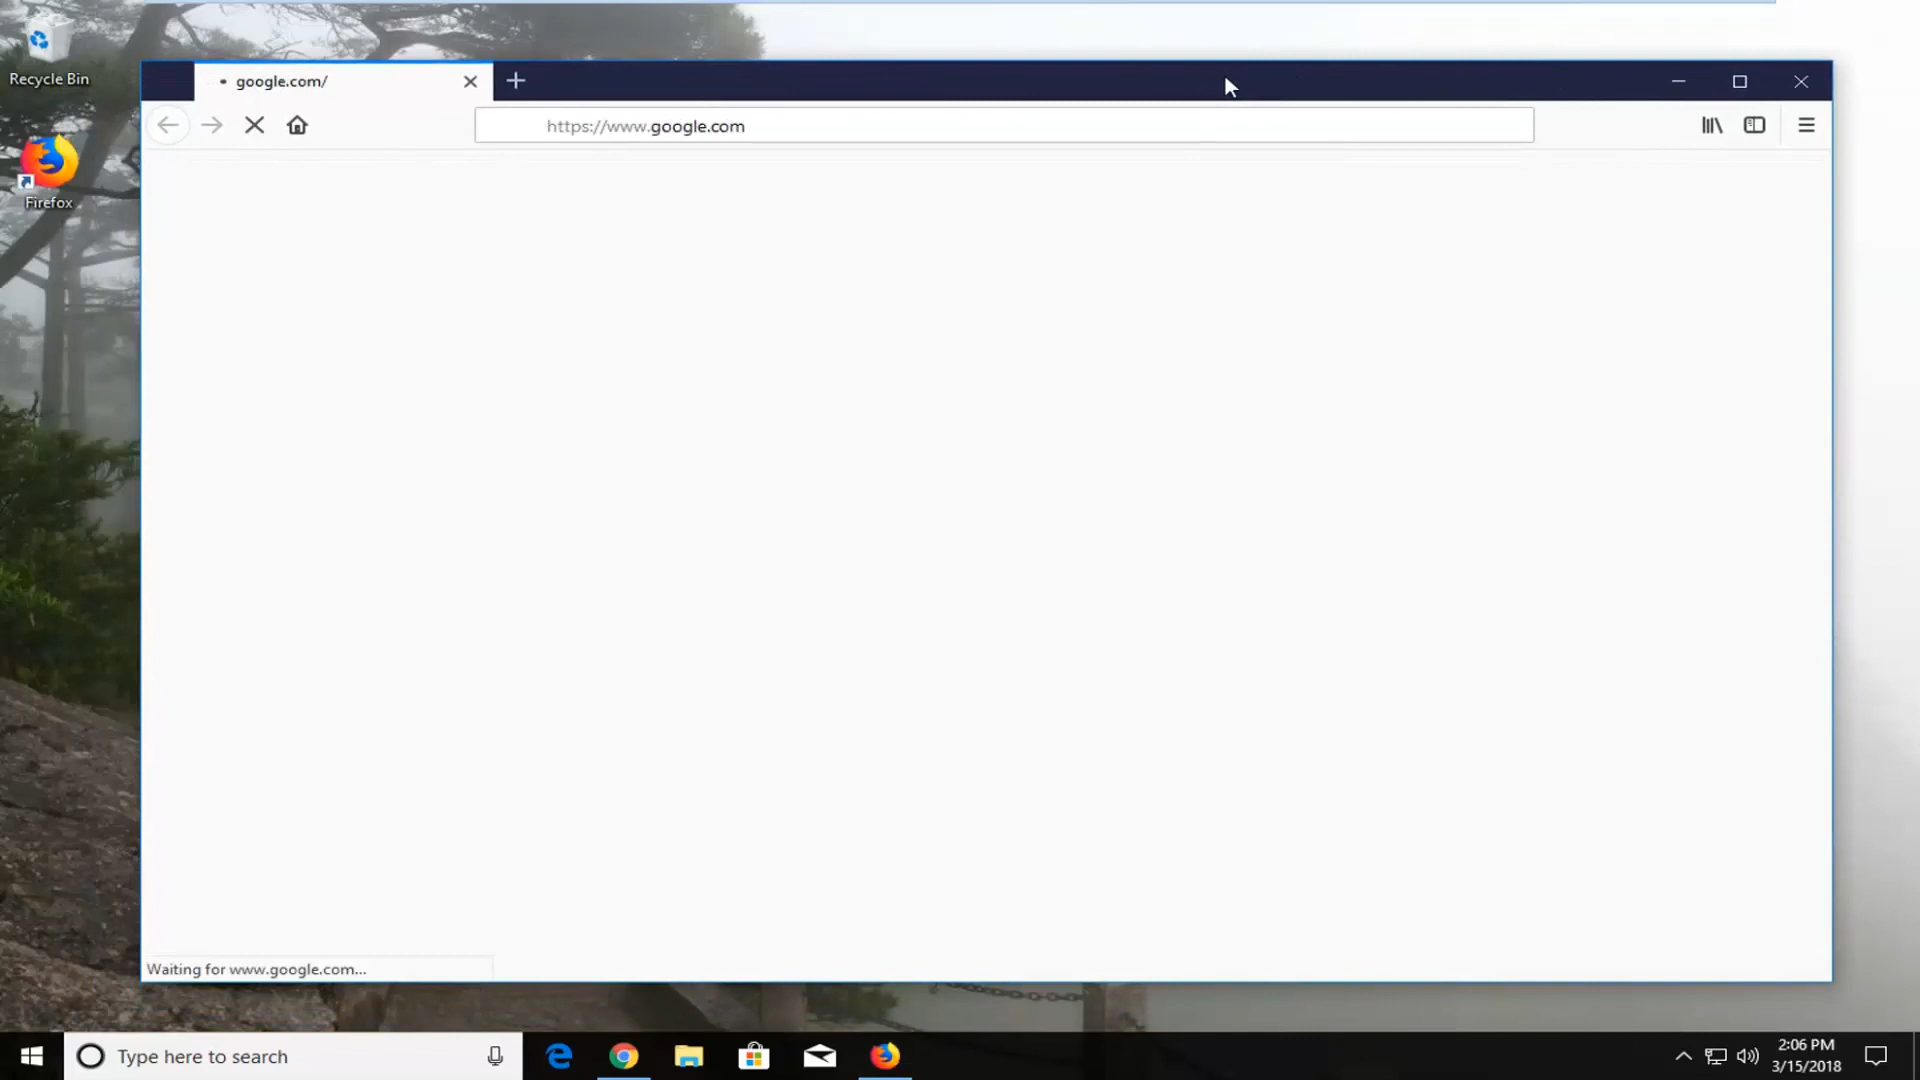 Recycle Bin
Firefox
google.com/
https://www.google.com
Waiting for www.google.com...
Type here to search
2:06 PM
3/15/2018